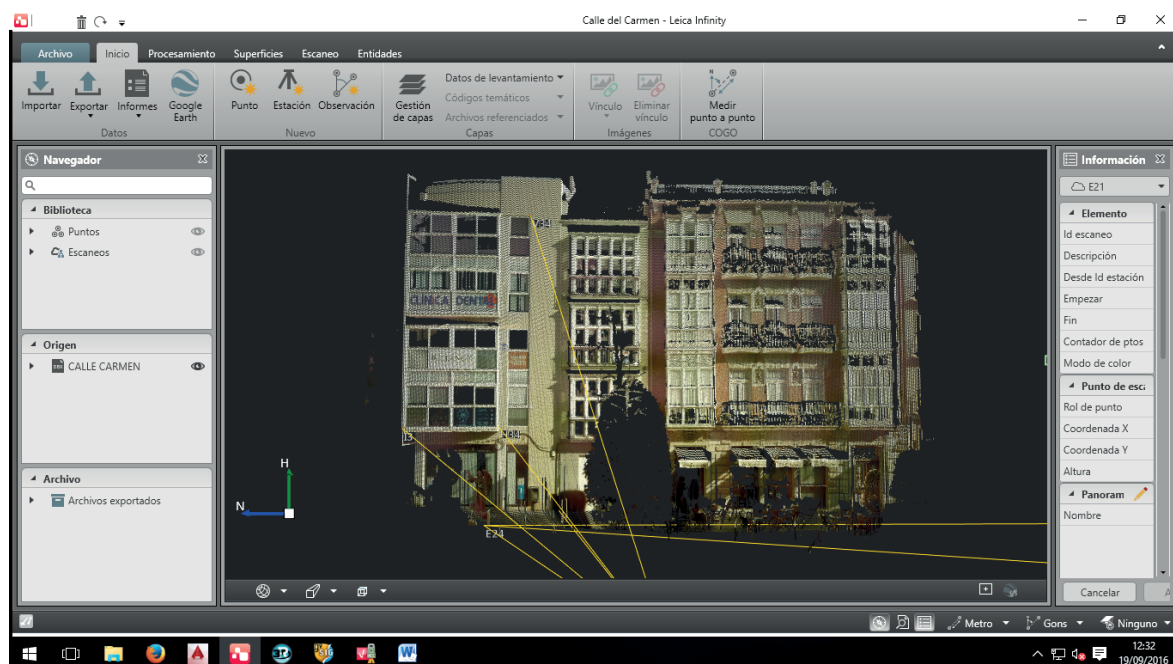 Calle del Carmen - Leica Infinity
Archivo Inicio Procesamiento Superficies Escaneo Entidades
Importar Exportar Informes Google Earth
Punto Estación Observación
Gestión de capas
Datos de levantamiento
Códigos temáticos
Archivos referenciados
Vínculo Eliminar vínculo
Medir punto a punto
Datos Nuevo Capas Imágenes COGO
Navegador
Biblioteca
Puntos
Escaneos
Origen
CALLE CARMEN
Archivo
Archivos exportados
CLINICA DENTAL
J3
E24
H
N
Información
E21
Elemento
Id escaneo
Descripción
Desde Id estación
Empezar
Fin
Contador de ptos
Modo de color
Punto de esc
Rol de punto
Coordenada X
Coordenada Y
Altura
Panoram
Nombre
Cancelar A
Metro Gons Ninguno
12:32
19/09/2016